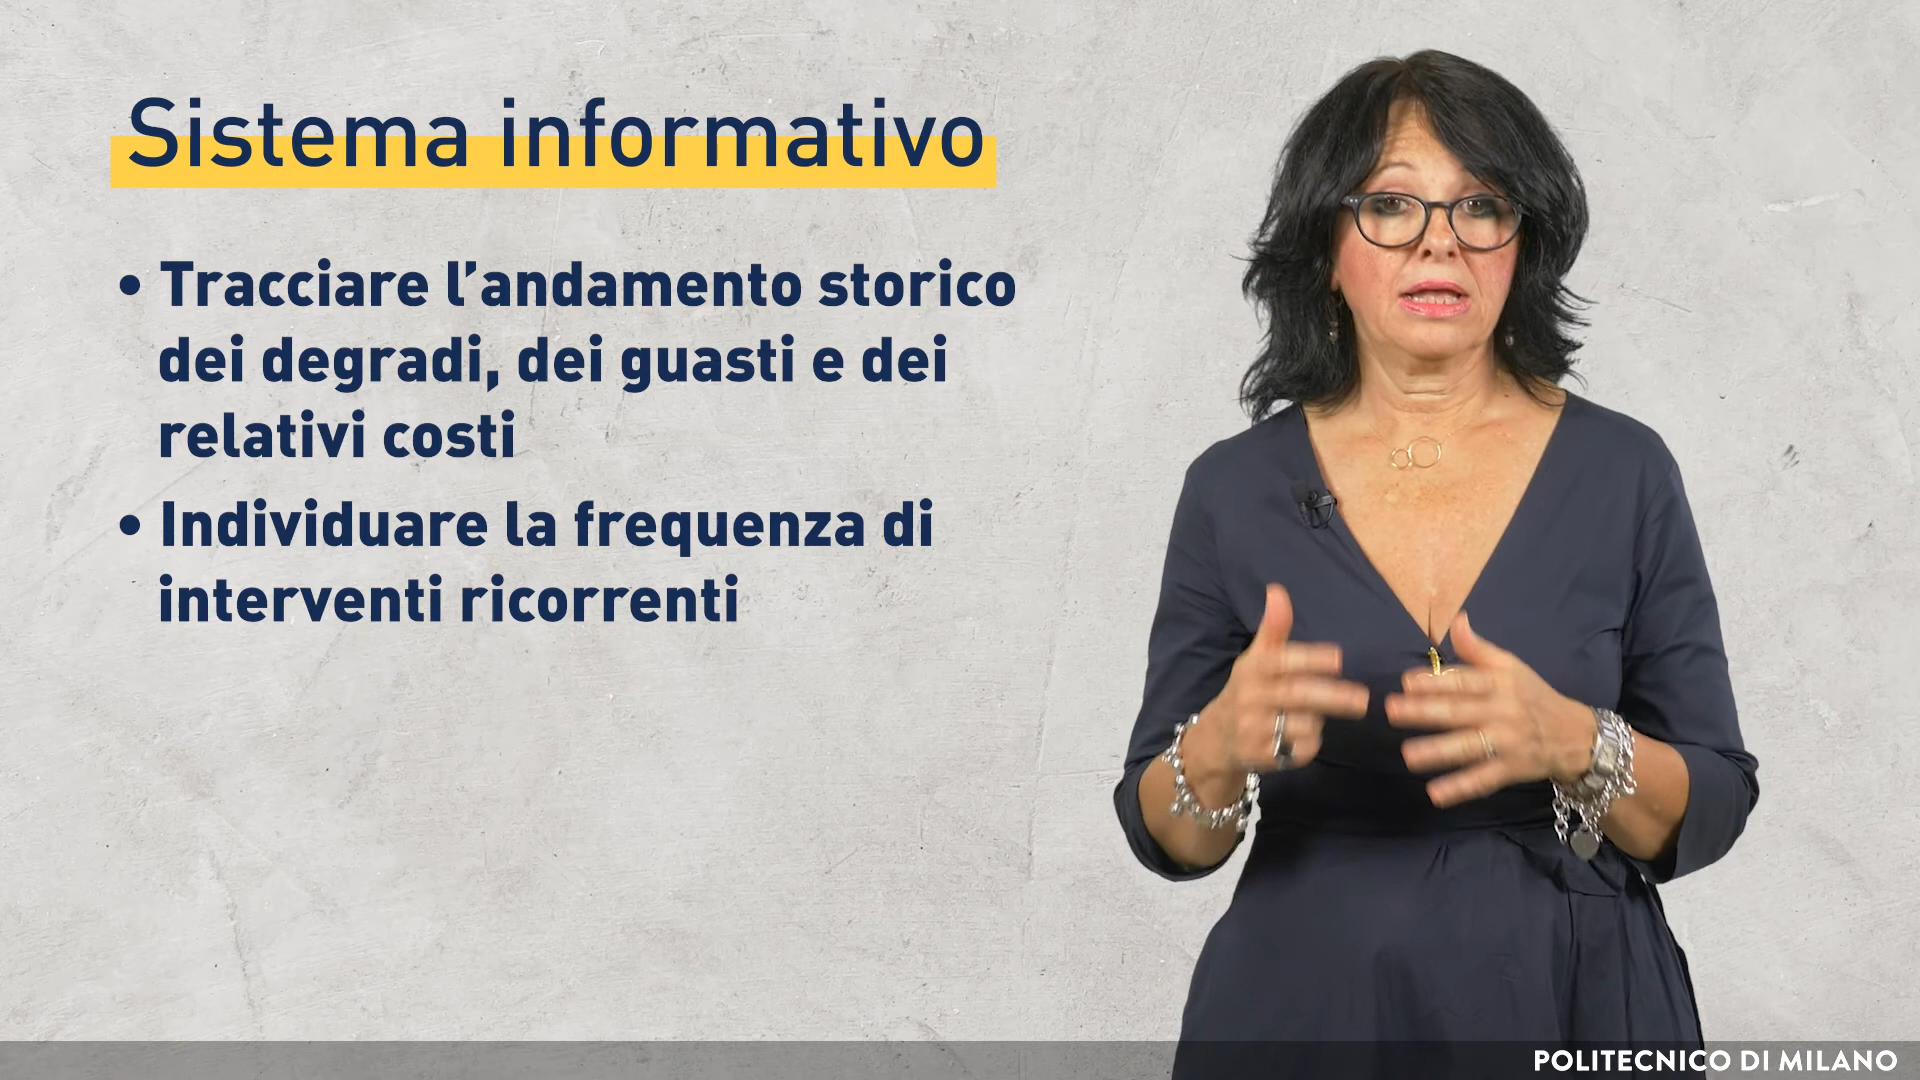 Sistema informativo
• Tracciare l’andamento storico
dei degradi, dei guasti e dei
relativi costi
• Individuare la frequenza di
interventi ricorrenti
POLITECNICO DI MILANO